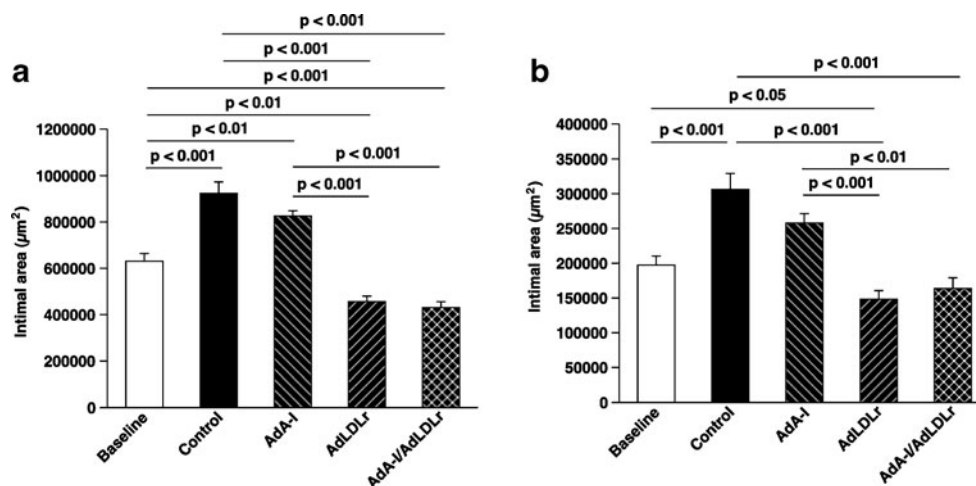 a
p < 0.001
p < 0.001
p < 0.001
p < 0.01
p < 0.01
p < 0.001
p < 0.001
p < 0.001
Intimal area (µm²)
1200000
1000000
800000
600000
400000
200000
0
Baseline
Control
AdA-I
AdLDLr
AdA-I/AdLDLr
b
p < 0.001
p < 0.05
p < 0.001
p < 0.001
p < 0.01
p < 0.001
Intimal area (µm²)
400000
350000
300000
250000
200000
150000
100000
50000
0
Baseline
Control
AdA-I
AdLDLr
AdA-I/AdLDLr